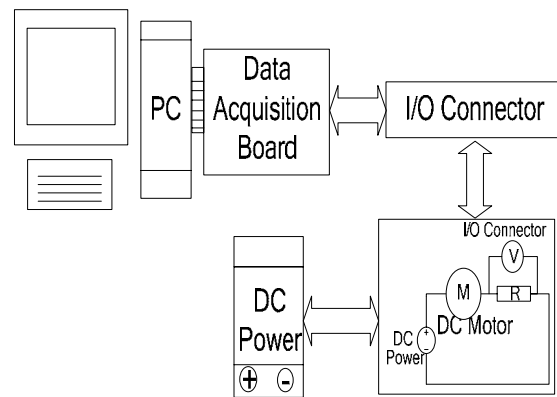 PC
Data
Acquisition
Board
I/O Connector
I/O Connector
V
M
R
DC Motor
DC
Power
+
-
DC
Power
+
-